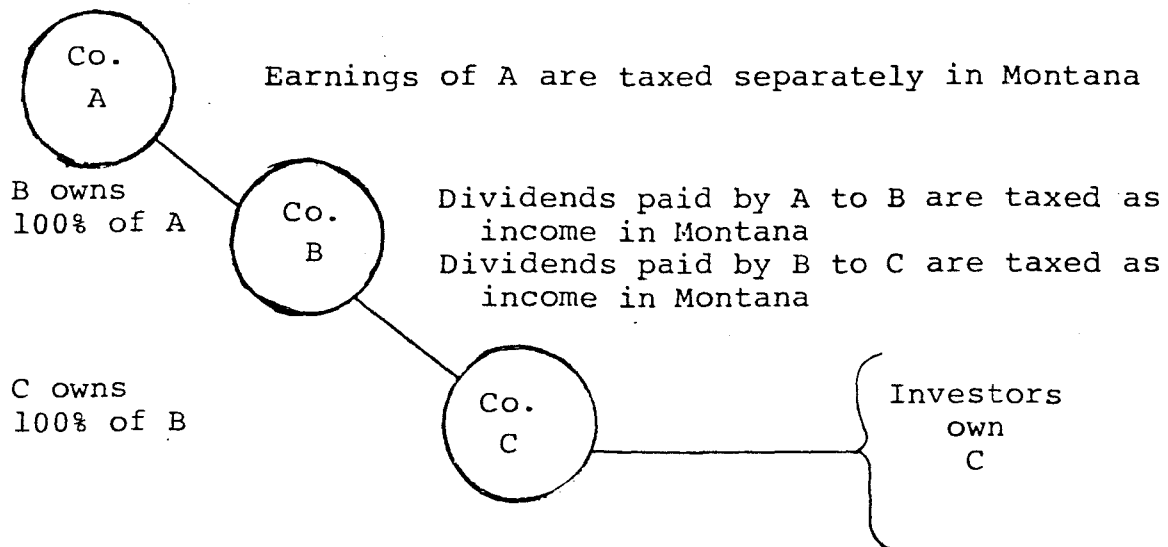 Co.
A
Earnings of A are taxed separately in Montana
B owns
100% of A
Co.
B
Dividends paid by A to B are taxed as
income in Montana
Dividends paid by B to C are taxed as
income in Montana
C owns
100% of B
Co.
C
Investors
own
C